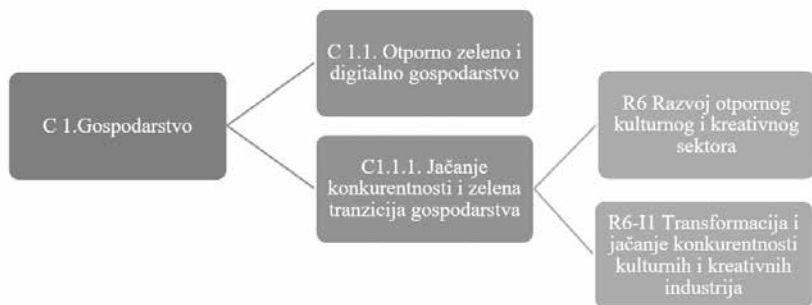 C 1.Gospodarstvo
C 1.1. Otporno zeleno i
digitalno gospodarstvo
C1.1.1. Jačanje
konkurentnosti i zelena
tranzicija gospodarstva
R6 Razvoj otpornog
kulturnog i kreativnog
sektora
R6-I1 Transformacija i
jačanje konkurentnosti
kulturnih i kreativnih
industrija